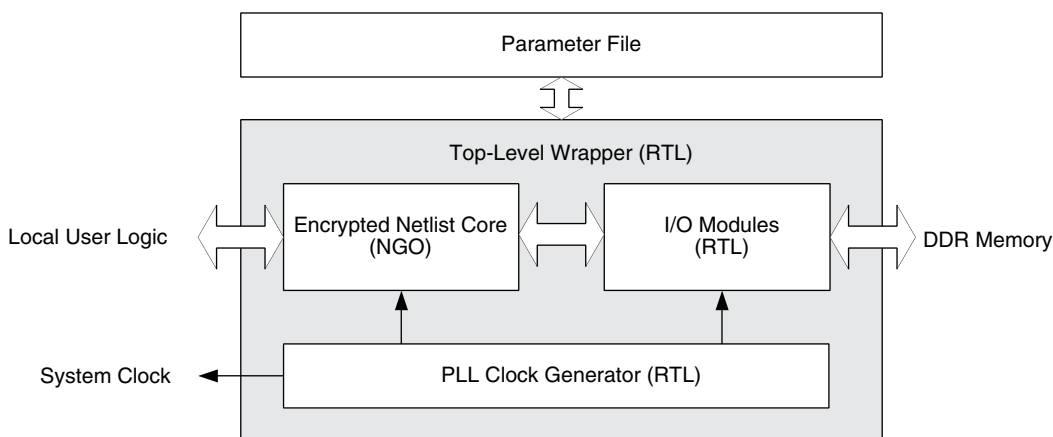 Parameter File
Top-Level Wrapper (RTL)
Local User Logic
Encrypted Netlist Core
(NGO)
I/O Modules
(RTL)
DDR Memory
System Clock
PLL Clock Generator (RTL)